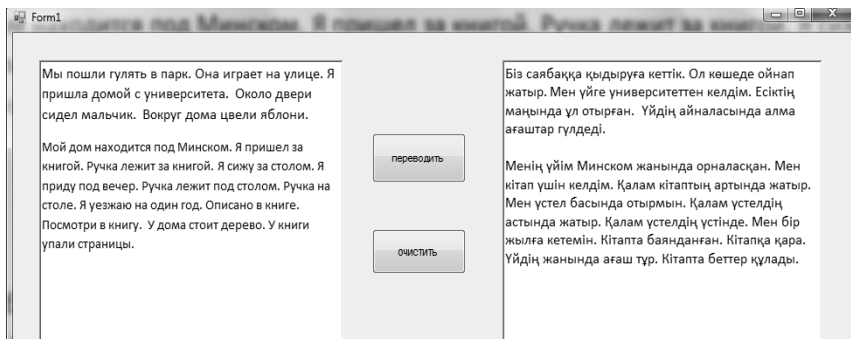 Form1
Мы пошли гулять в парк. Она играет на улице. Я
пришла домой с университета.  Около двери
сидел мальчик.  Вокруг дома цвели яблони.
Мой дом находится под Минском. Я пришел за
книгой. Ручка лежит за книгой. Я сижу за столом. Я
приду под вечер. Ручка лежит под столом. Ручка на
столе. Я уезжаю на один год. Описано в книге.
Посмотри в книгу.  У дома стоит дерево. У книги
упали страницы.
переводить
очистить
Біз саябаққа қыдыруға кеттік. Ол көшеде ойнап
жатыр. Мен үйге университеттен келдім. Есіктің
маңында ұл отырған.  Үйдің айналасында алма
ағаштар гүлдеді.
Менің үйім Минском жанында орналасқан. Мен
кітап үшін келдім. Қалам кітаптың артында жатыр.
Мен үстел басында отырмын. Қалам үстелдің
астында жатыр. Қалам үстелдің үстінде. Мен бір
жылға кетемін. Кітапта баянданған. Кітапқа қара.
Үйдің жанында ағаш тұр. Кітапта беттер құлады.